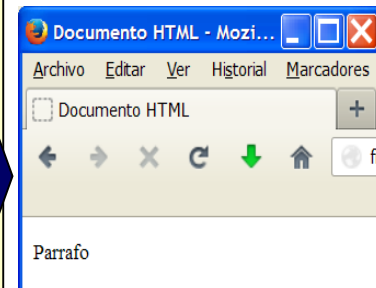 Documento HTML - Mozi...
Archivo Editar Ver Historial Marcadores
Documento HTML
f
Parrafo